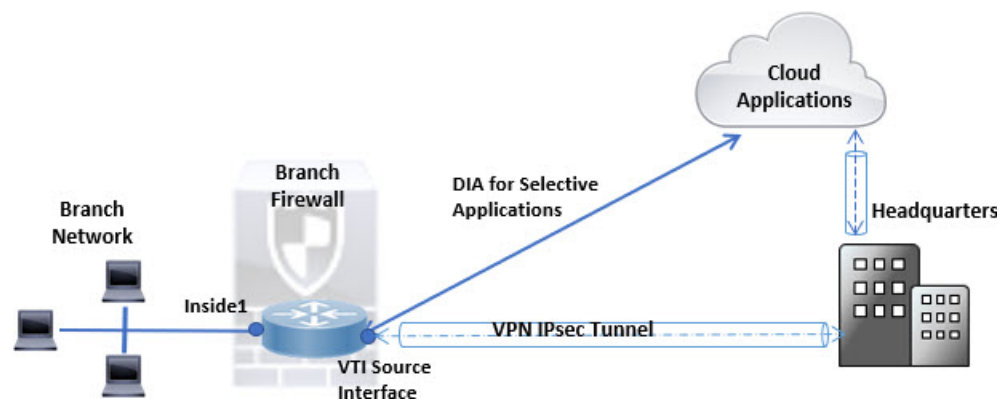 Cloud
Applications
Branch
Firewall
DIA for Selective
Applications
Branch
Network
Headquarters
Inside1
VPN IPsec Tunnel
VTI Source
Interface